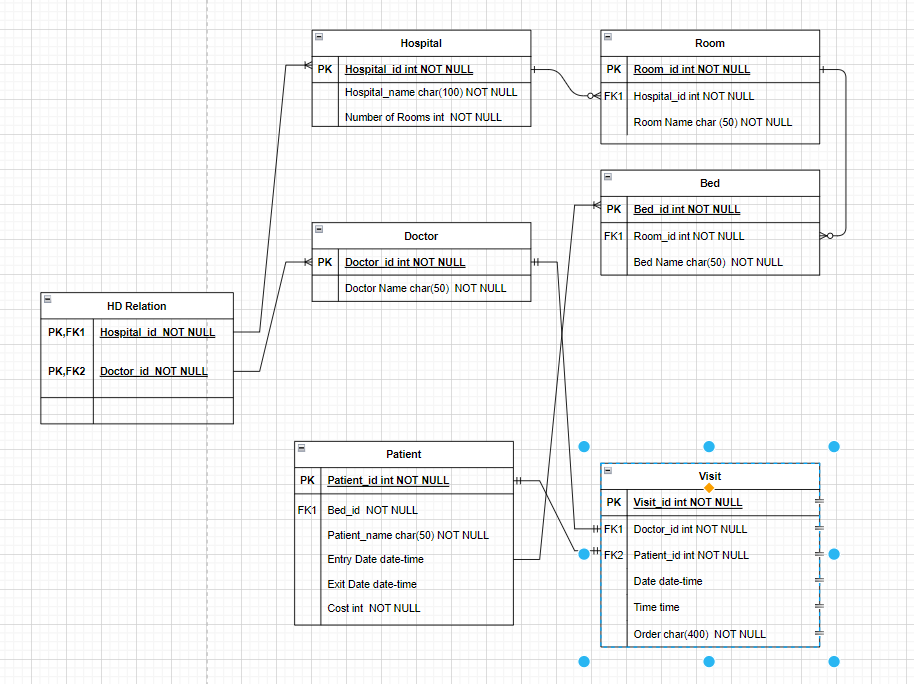 Hospital
PK Hospital_id int NOT NULL
Hospital_name char(100) NOT NULL
Number of Rooms int NOT NULL
Room
PK Room_id int NOT NULL
FK1 Hospital_id int NOT NULL
Room Name char (50) NOT NULL
Bed
PK Bed_id int NOT NULL
FK1 Room_id int NOT NULL
Bed Name char(50) NOT NULL
Doctor
PK Doctor_id int NOT NULL
Doctor Name char(50) NOT NULL
HD Relation
PK,FK1 Hospital_id NOT NULL
PK,FK2 Doctor_id NOT NULL
Patient
PK Patient_id int NOT NULL
FK1 Bed_id NOT NULL
Patient_name char(50) NOT NULL
Entry Date date-time
Exit Date date-time
Cost int NOT NULL
Visit
PK Visit_id int NOT NULL
FK1 Doctor_id int NOT NULL
FK2 Patient_id int NOT NULL
Date date-time
Time time
Order char(400) NOT NULL